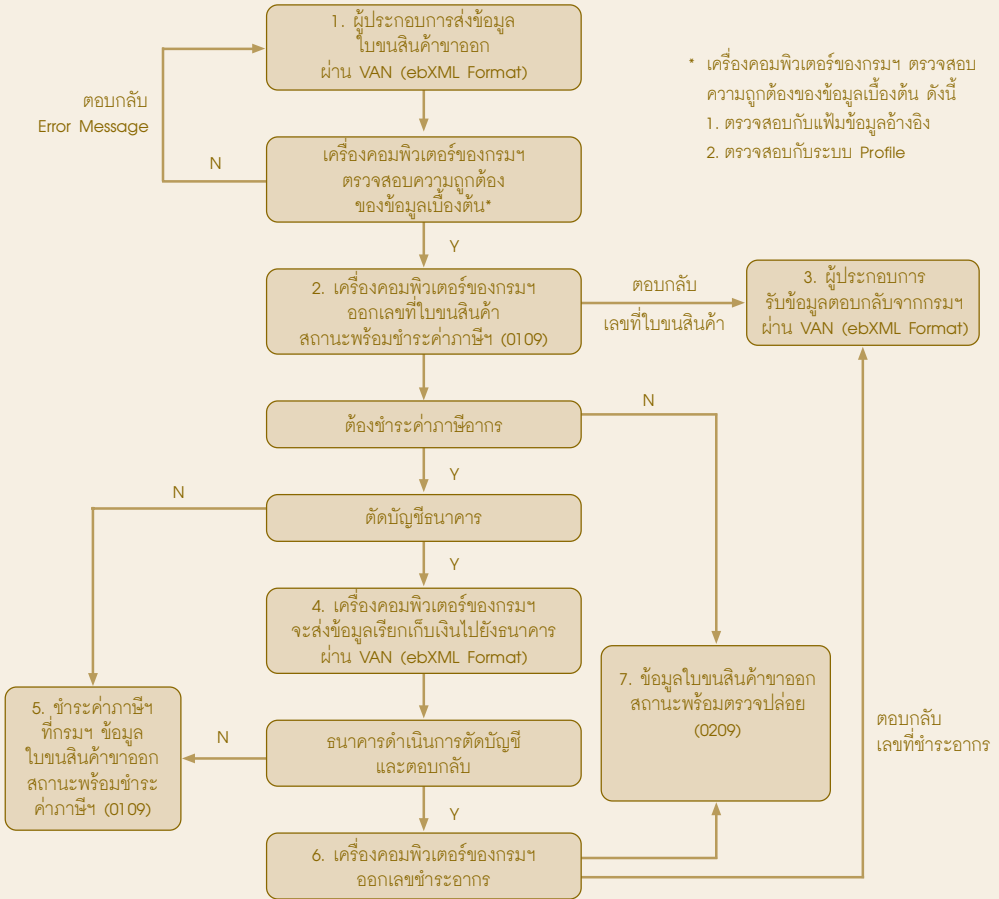 1. ผู้ประกอบการส่งข้อมูล
ใบขนสินค้าขาออก
ผ่าน VAN (ebXML Format)
* เครื่องคอมพิวเตอร์ของกรมฯ ตรวจสอบ
ความถูกต้องของข้อมูลเบื้องต้น ดังนี้
1. ตรวจสอบกับแฟ้มข้อมูลอ้างอิง
2. ตรวจสอบกับระบบ Profile
ตอบกลับ
Error Message
N
เครื่องคอมพิวเตอร์ของกรมฯ
ตรวจสอบความถูกต้อง
ของข้อมูลเบื้องต้น*
Y
2. เครื่องคอมพิวเตอร์ของกรมฯ
ออกเลขที่ใบขนสินค้า
สถานะพร้อมชำระค่าภาษีฯ (0109)
ตอบกลับ
เลขที่ใบขนสินค้า
3. ผู้ประกอบการ
รับข้อมูลตอบกลับจากกรมฯ
ผ่าน VAN (ebXML Format)
ต้องชำระค่าภาษีอากร
N
Y
N
ตัดบัญชีธนาคาร
Y
4. เครื่องคอมพิวเตอร์ของกรมฯ
จะส่งข้อมูลเรียกเก็บเงินไปยังธนาคาร
ผ่าน VAN (ebXML Format)
5. ชำระค่าภาษีฯ
ที่กรมฯ ข้อมูล
ใบขนสินค้าขาออก
สถานะพร้อมชำระ
ค่าภาษีฯ (0109)
N
ธนาคารดำเนินการตัดบัญชี
และตอบกลับ
7. ข้อมูลใบขนสินค้าขาออก
สถานะพร้อมตรวจปล่อย
(0209)
ตอบกลับ
เลขที่ชำระอากร
Y
6. เครื่องคอมพิวเตอร์ของกรมฯ
ออกเลขชำระอากร